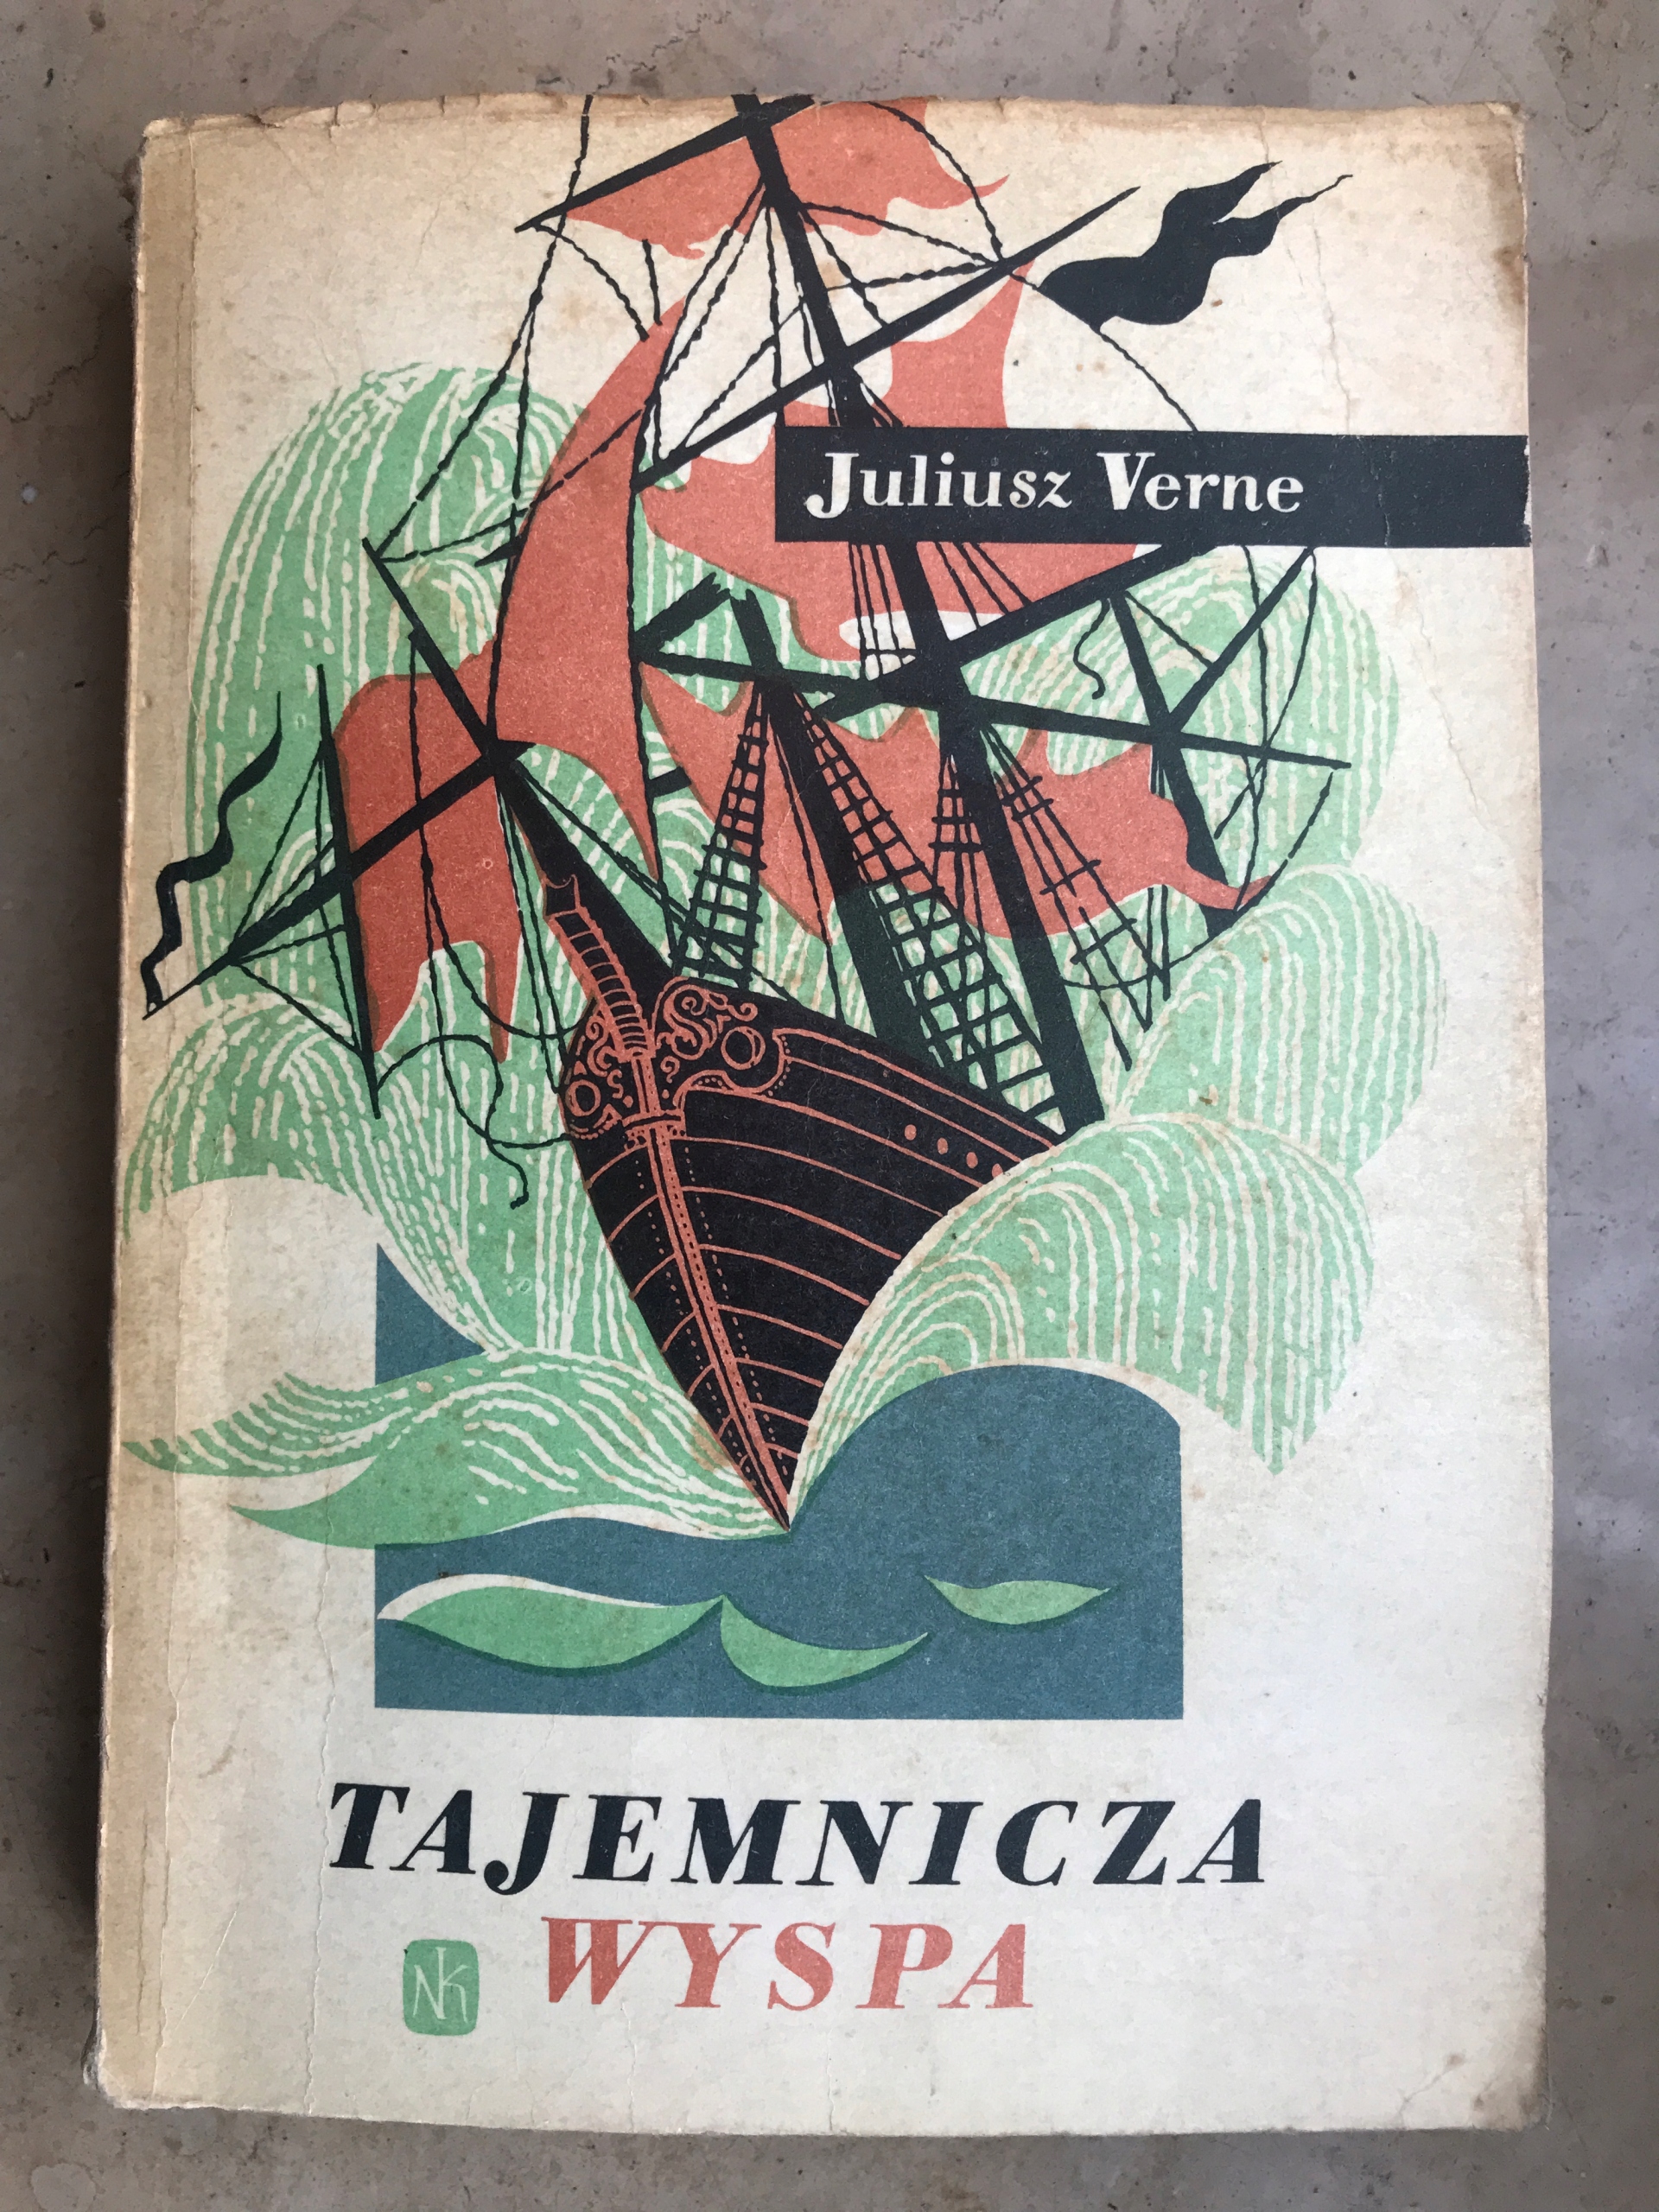 Juliusz Verne
TAJEMNICZA
WYSPA
NK